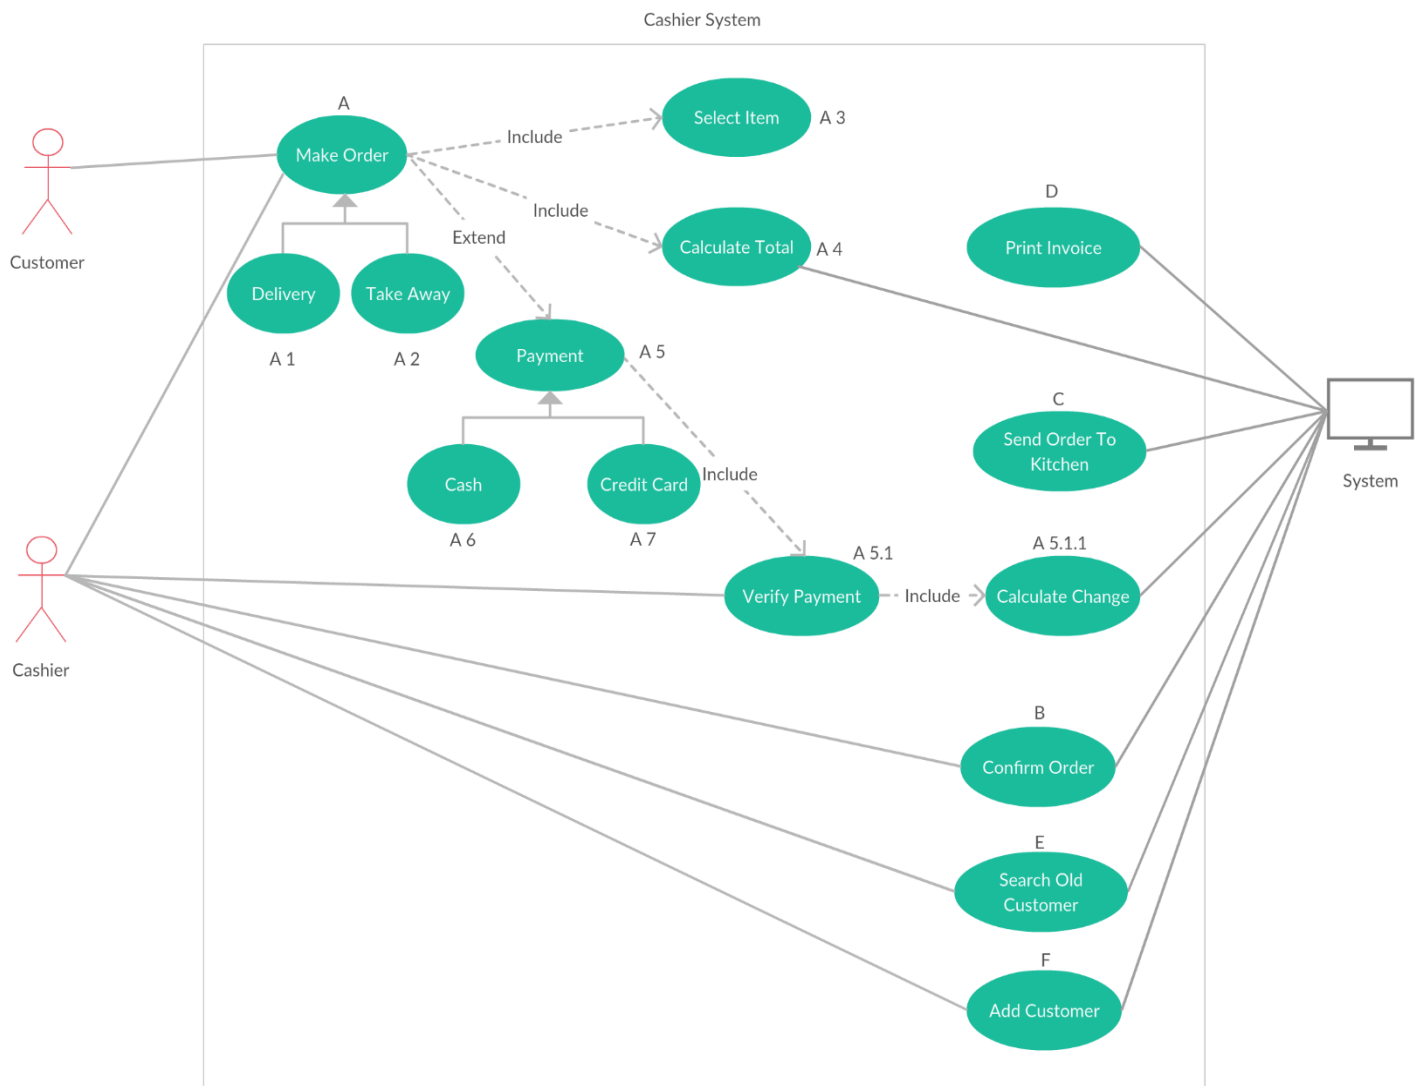 Cashier System
A
Make Order
Include
Select Item
A 3
Customer
Include
Extend
Calculate Total
A 4
D
Print Invoice
Delivery
Take Away
A 1
A 2
Payment
A 5
C
Send Order To
Kitchen
System
Cash
Credit Card
Include
A 6
A 7
A 5.1
A 5.1.1
Verify Payment
Include
Calculate Change
Cashier
B
Confirm Order
E
Search Old
Customer
F
Add Customer